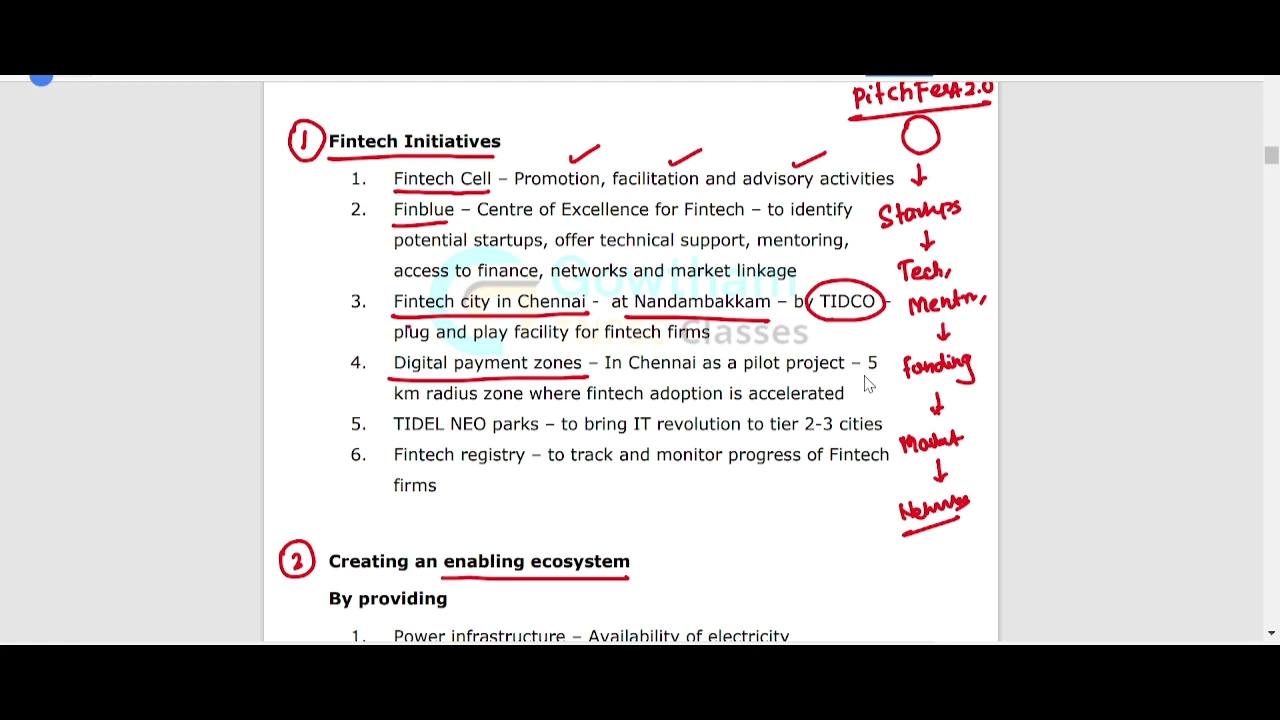 PitchFest 2.0
1 Fintech Initiatives
1. Fintech Cell – Promotion, facilitation and advisory activities
2. Finblue – Centre of Excellence for Fintech – to identify
potential startups, offer technical support, mentoring,
access to finance, networks and market linkage
3. Fintech city in Chennai - at Nandambakkam – by TIDCO -
plug and play facility for fintech firms
4. Digital payment zones – In Chennai as a pilot project – 5
km radius zone where fintech adoption is accelerated
5. TIDEL NEO parks – to bring IT revolution to tier 2-3 cities
6. Fintech registry – to track and monitor progress of Fintech
firms
Startups
Tech,
Mentn,
funding
Market
Gowtham
Classes
2 Creating an enabling ecosystem
By providing
1. Power infrastructure – Availability of electricity